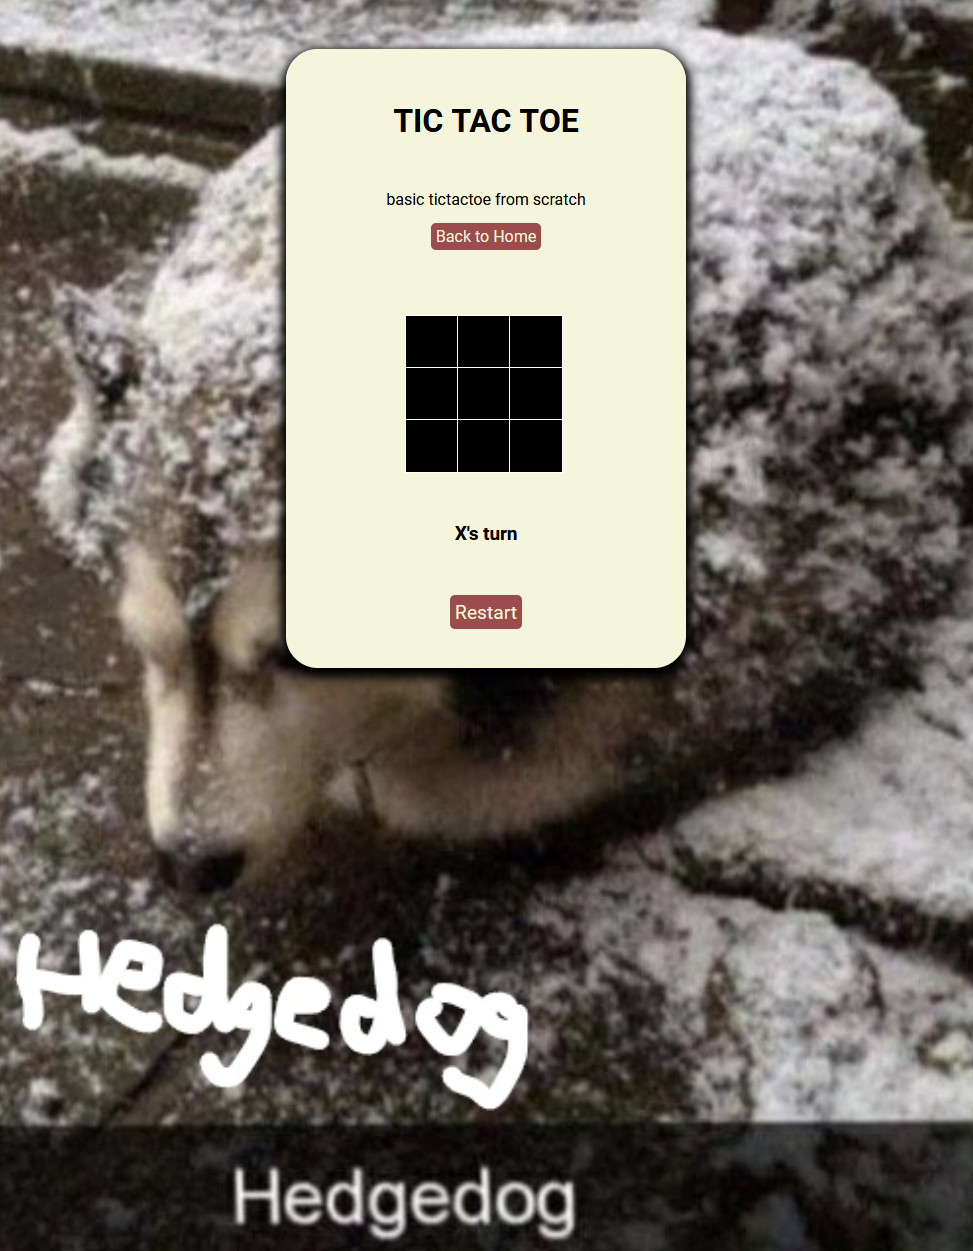 TIC TAC TOE
basic tictactoe from scratch
Back to Home
X's turn
Restart
Hedgedog
Hedgedog